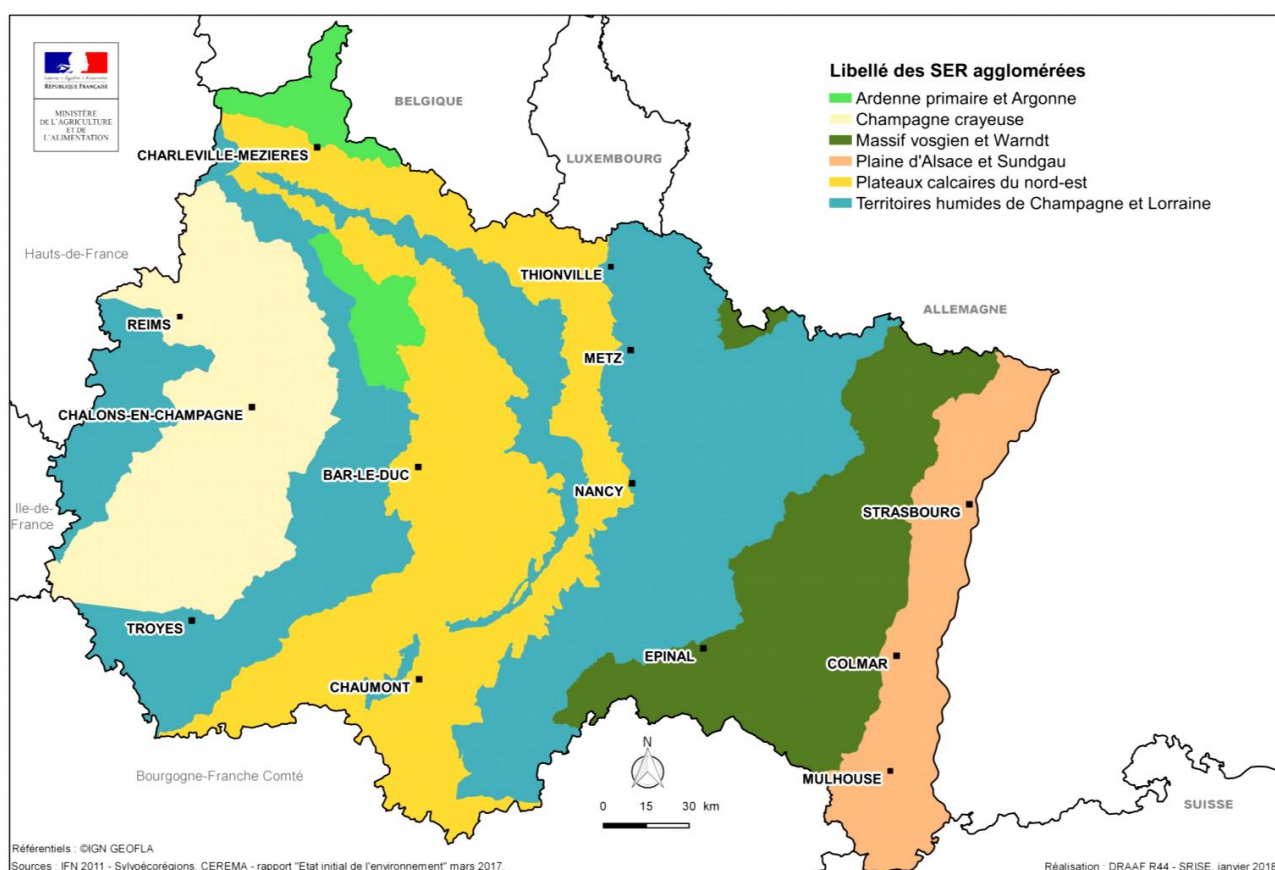 Liberté • Égalité • Fraternité
RÉPUBLIQUE FRANÇAISE
MINISTÈRE
DE L'AGRICULTURE
ET DE
L'ALIMENTATION
Libellé des SER agglomérées
Ardenne primaire et Argonne
Champagne crayeuse
Massif vosgien et Warndt
Plaine d'Alsace et Sundgau
Plateaux calcaires du nord-est
Territoires humides de Champagne et Lorraine
BELGIQUE
CHARLEVILLE-MEZIERES
LUXEMBOURG
Hauts-de-France
THIONVILLE
ALLEMAGNE
REIMS
METZ
CHALONS-EN-CHAMPAGNE
BAR-LE-DUC
NANCY
Ile-de-
France
STRASBOURG
TROYES
EPINAL
COLMAR
CHAUMONT
N
Bourgogne-Franche Comté
MULHOUSE
0 15 30 km
SUISSE
Référentiels : ©IGN GEOFLA
Sources : IFN 2011 - Sylvoécorégions, CEREMA - rapport "Etat initial de l'environnement" mars 2017.
Réalisation : DRAAF R44 - SRISE, janvier 2018